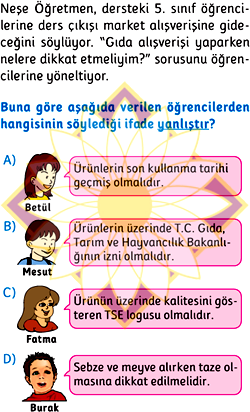 Neşe Öğretmen, dersteki 5. sınıf öğrenci-
lerine ders çıkışı market alışverişine gide-
ceğini söylüyor. “Gıda alışverişi yaparken
nelere dikkat etmeliyim?” sorusunu öğren-
cilerine yöneltiyor.
Buna göre aşağıda verilen öğrencilerden
hangisinin söylediği ifade yanlıştır?
A)
Ürünlerin son kullanma tarihi
geçmiş olmalıdır.
Betül
B)
Ürünlerin üzerinde T.C. Gıda,
Tarım ve Hayvancılık Bakanlı-
ğının izni olmalıdır.
Mesut
C)
Ürünün üzerinde kalitesini gös-
teren TSE logusu olmalıdır.
Fatma
D)
Sebze ve meyve alırken taze ol-
masına dikkat edilmelidir.
Burak